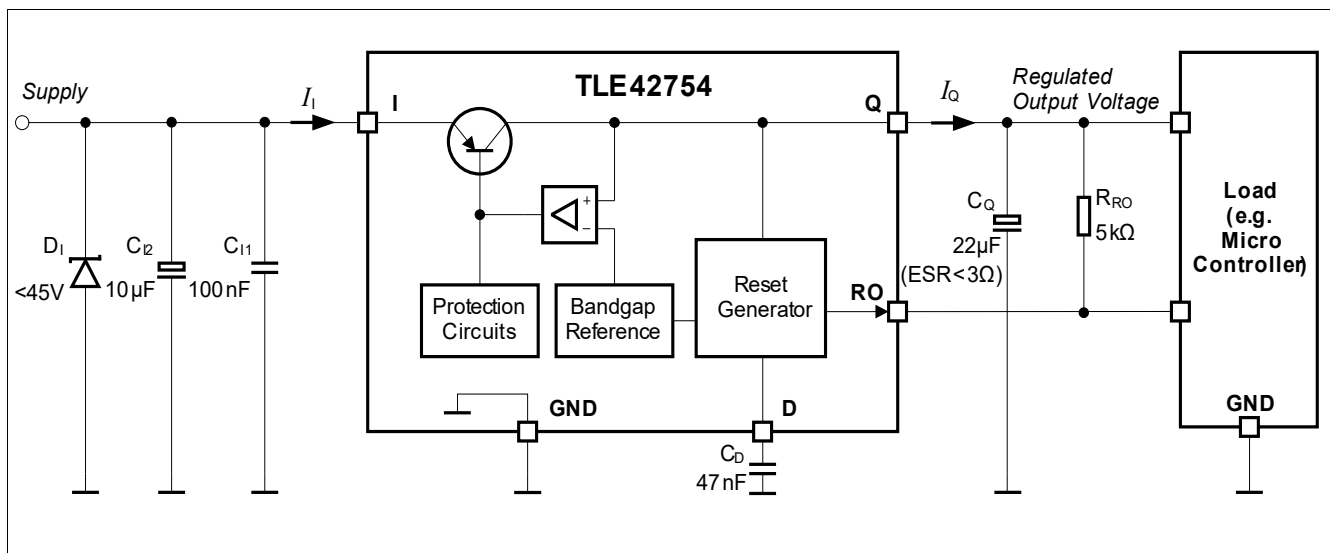 TLE42754
Supply
I_I
I
Q
I_Q
Regulated
Output Voltage
D_I
<45V
C_I2
10µF
C_I1
100nF
+
−
Protection
Circuits
Bandgap
Reference
Reset
Generator
RO
GND
D
C_D
47nF
C_Q
22µF
(ESR<3Ω)
R_RO
5kΩ
Load
(e.g.
Micro
Controller)
GND